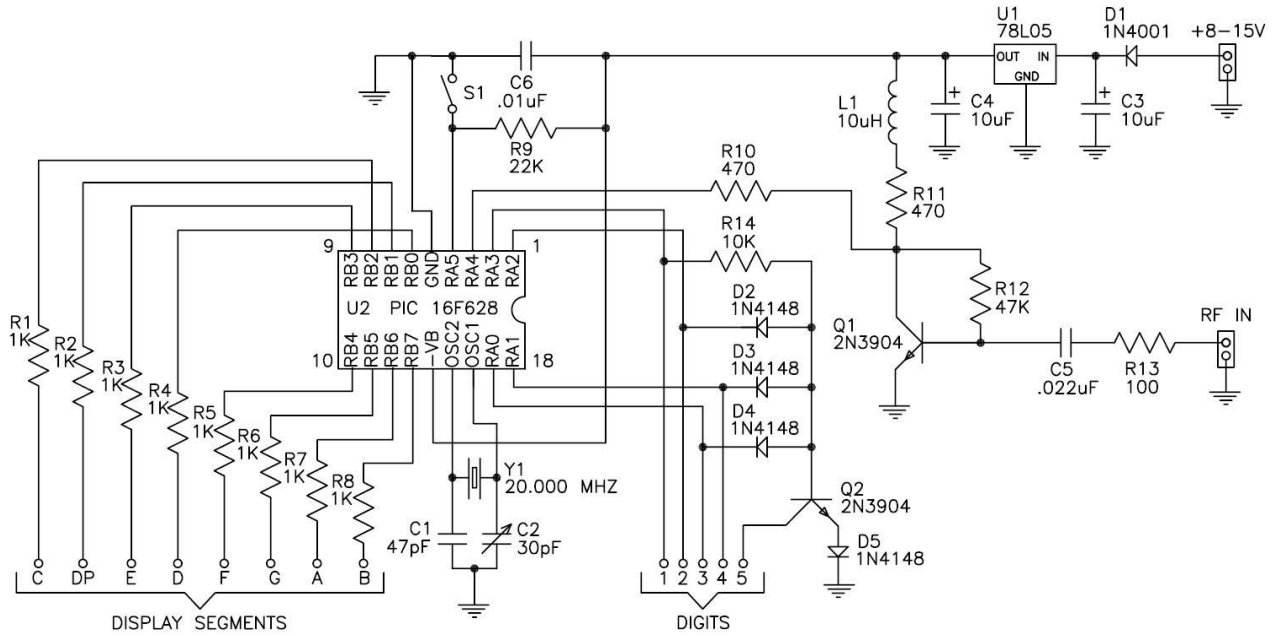 U1
78L05
OUT IN
GND
D1
1N4001
+8-15V
C6
.01uF
S1
R9
22K
L1
10uH
C4
10uF
+
C3
10uF
+
R10
470
R11
470
R14
10K
R12
47K
D2
1N4148
D3
1N4148
D4
1N4148
Q1
2N3904
C5
.022uF
R13
100
RF IN
9
1
RB3
RB2
RB1
RB0
GND
RA5
RA4
RA3
RA2
U2 PIC 16F628
RB4
RB5
RB6
RB7
-VB
OSC2
OSC1
RA0
RA1
10
18
R1
1K
R2
1K
R3
1K
R4
1K
R5
1K
R6
1K
R7
1K
R8
1K
Y1
20.000 MHZ
C1
47pF
C2
30pF
Q2
2N3904
D5
1N4148
C DP E D F G A B
DISPLAY SEGMENTS
1 2 3 4 5
DIGITS